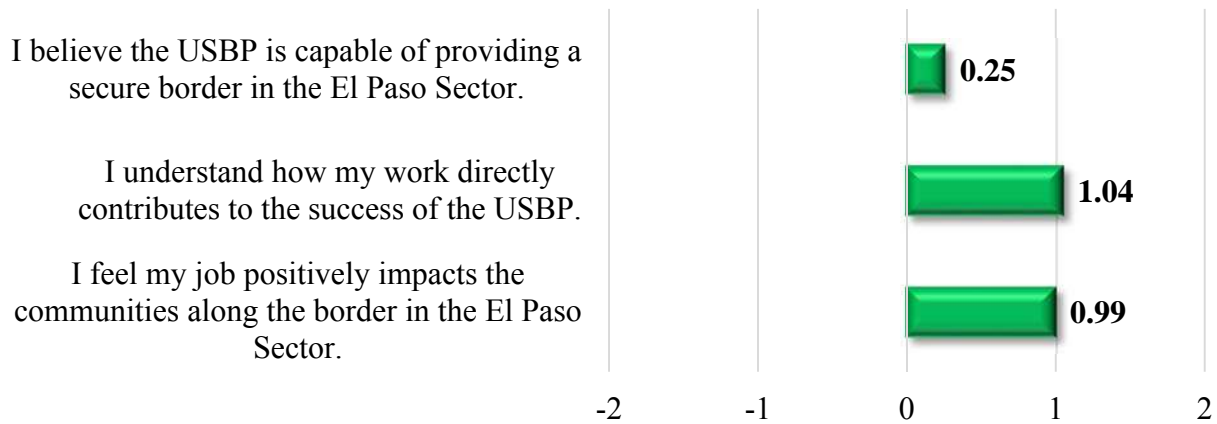 I believe the USBP is capable of providing a
secure border in the El Paso Sector.
0.25
I understand how my work directly
contributes to the success of the USBP.
1.04
I feel my job positively impacts the
communities along the border in the El Paso
Sector.
0.99
-2 -1 0 1 2